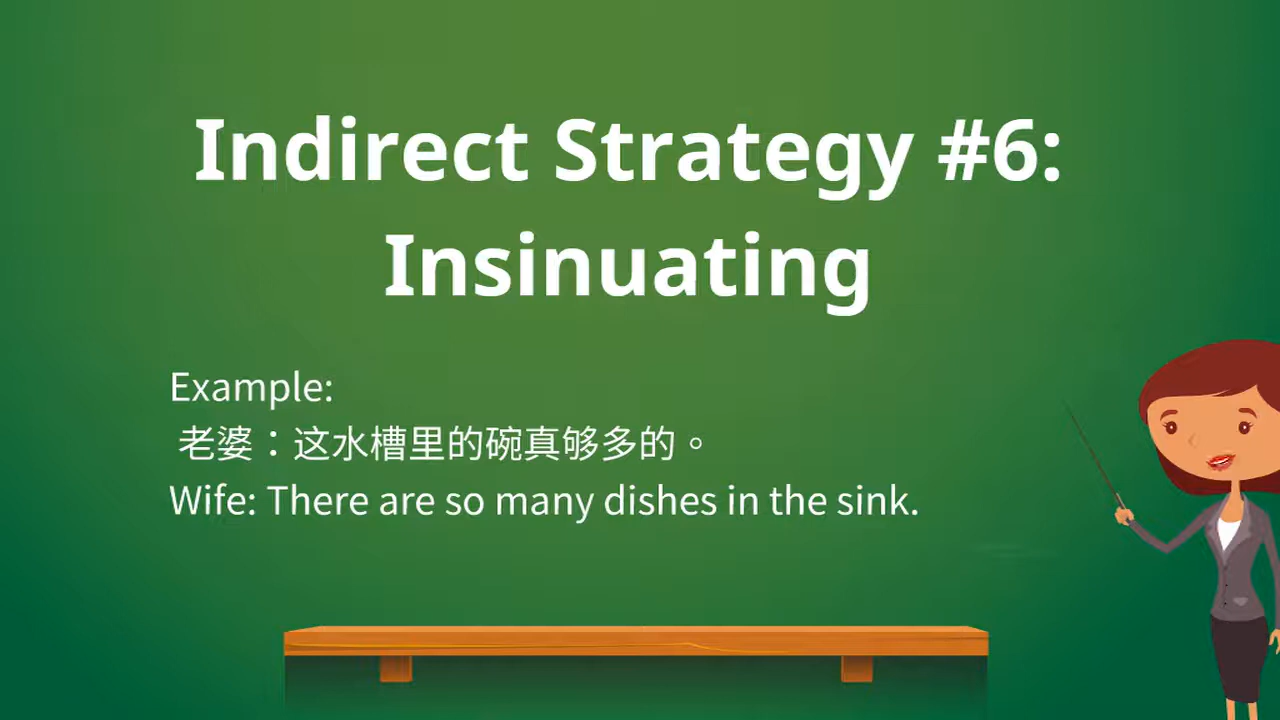 Indirect Strategy #6:
Insinuating
Example:
老婆：这水槽里的碗真够多的。
Wife: There are so many dishes in the sink.